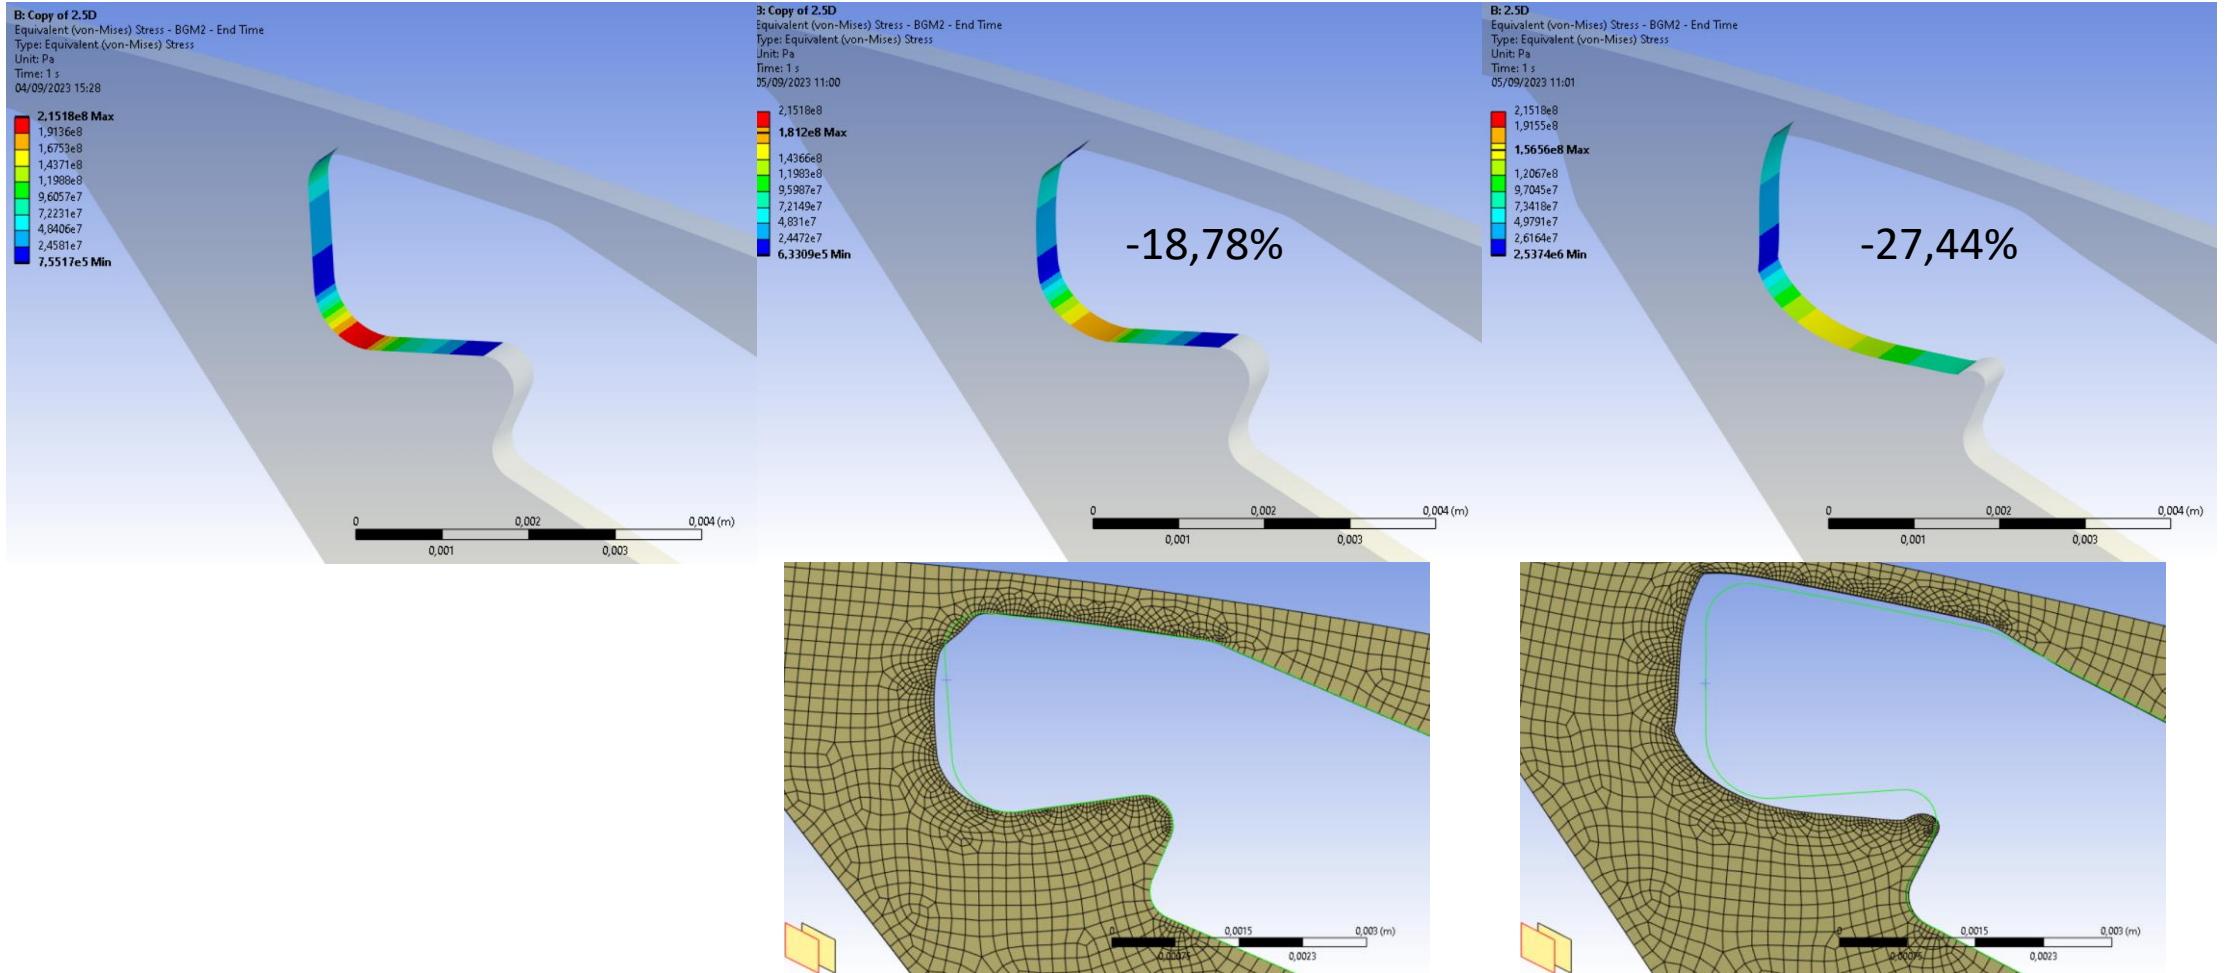 B: Copy of 2.5D
Equivalent (von-Mises) Stress - BGM2 - End Time
Type: Equivalent (von-Mises) Stress
Unit: Pa
Time: 1 s
04/09/2023 15:28
2,1518e8 Max
1,9136e8
1,6753e8
1,4371e8
1,1988e8
9,6057e7
7,2231e7
4,8406e7
2,4581e7
7,5517e5 Min
0
0,002
0,004 (m)
0,001
0,003
B: Copy of 2.5D
Equivalent (von-Mises) Stress - BGM2 - End Time
Type: Equivalent (von-Mises) Stress
Unit: Pa
Time: 1 s
05/09/2023 11:00
2,1518e8
1,812e8 Max
1,4366e8
1,1983e8
9,5987e7
7,2149e7
4,831e7
2,4472e7
6,3309e5 Min
-18,78%
0
0,002
0,004 (m)
0,001
0,003
B: 2.5D
Equivalent (von-Mises) Stress - BGM2 - End Time
Type: Equivalent (von-Mises) Stress
Unit: Pa
Time: 1 s
05/09/2023 11:01
2,1518e8
1,9155e8
1,5656e8 Max
1,2067e8
9,7045e7
7,3418e7
4,9791e7
2,6164e7
2,5374e6 Min
-27,44%
0
0,002
0,004 (m)
0,001
0,003
0
0,0015
0,003 (m)
0,00075
0,0023
0
0,0015
0,003 (m)
0,00075
0,0023